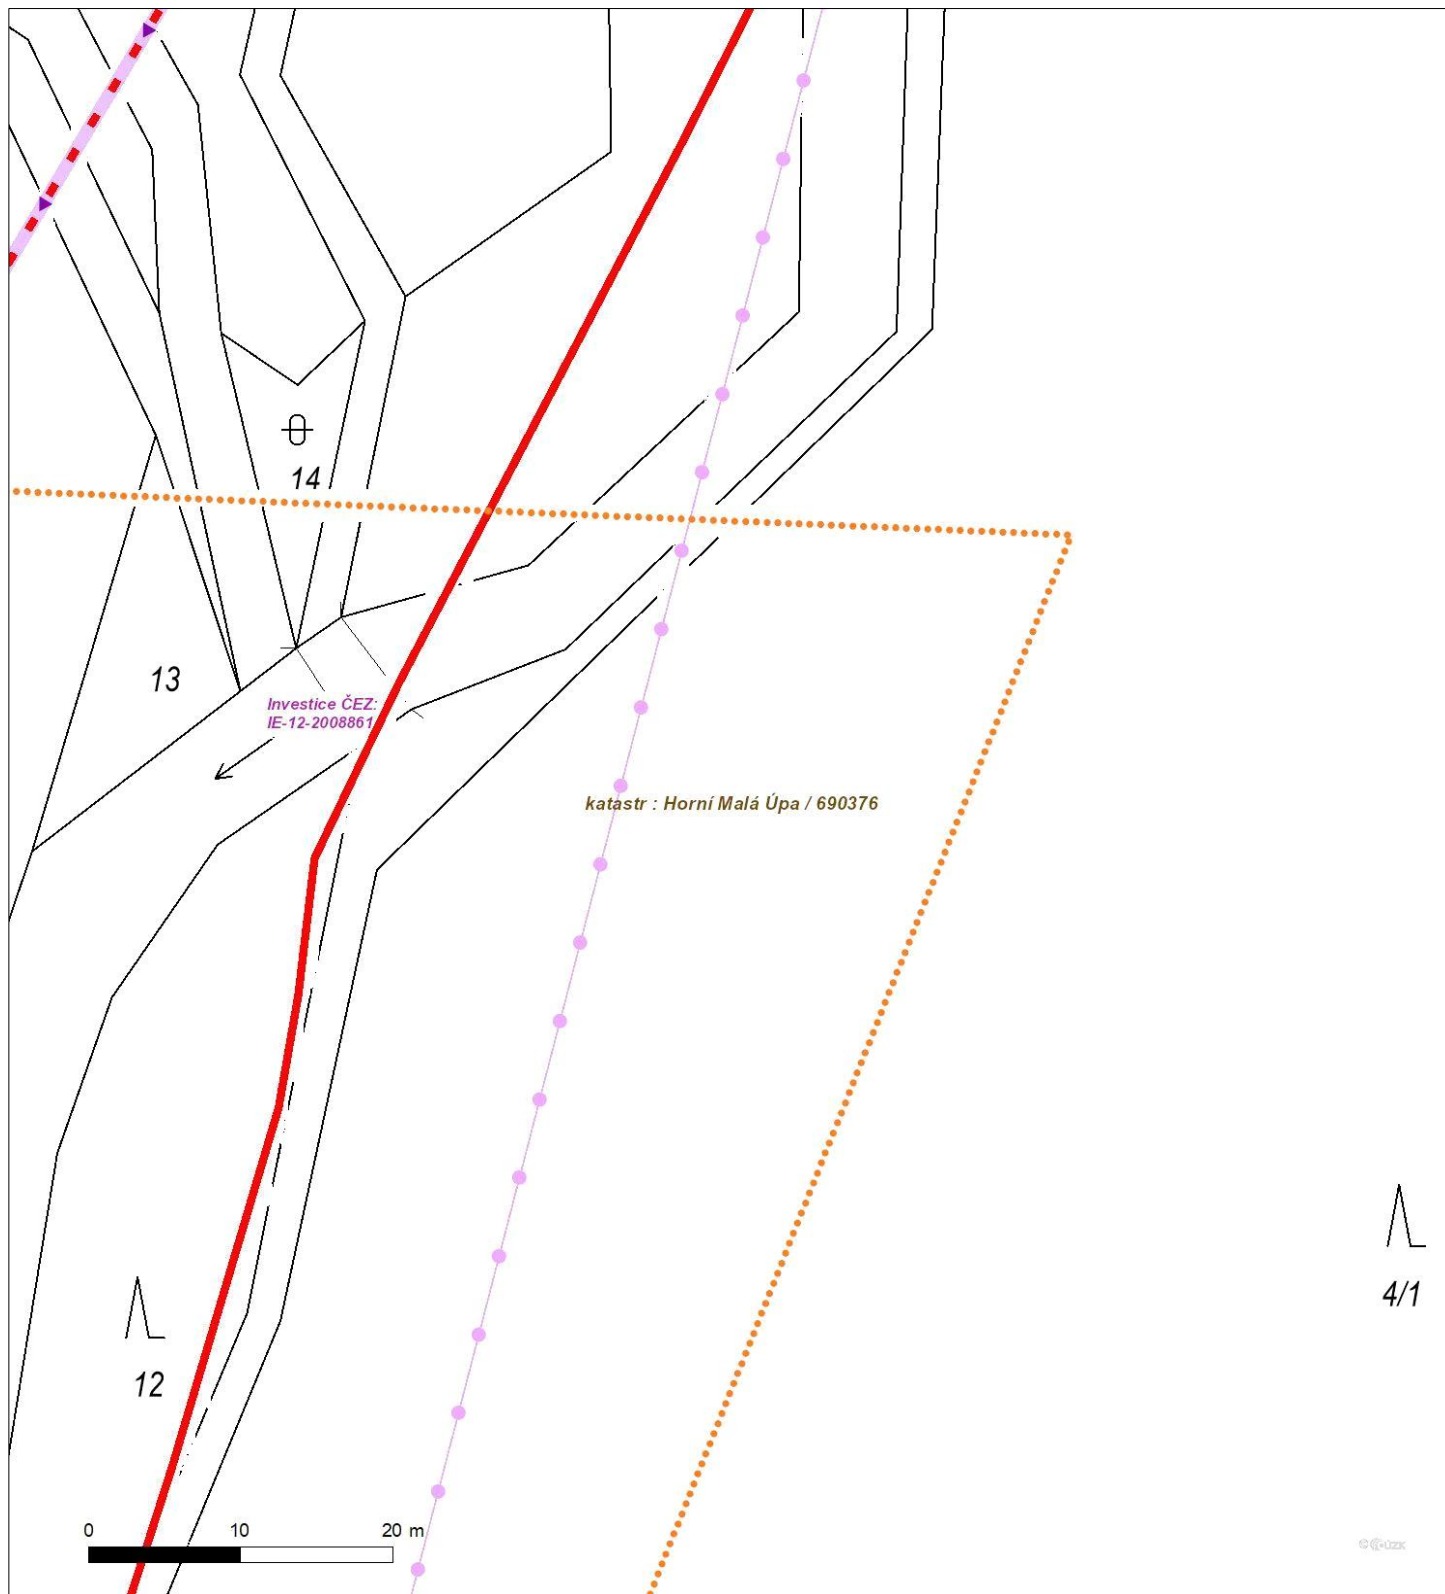 14
13
Investice ČEZ:
IE-12-2008861
katastr : Horní Malá Úpa / 690376
4/1
12
0 10 20 m